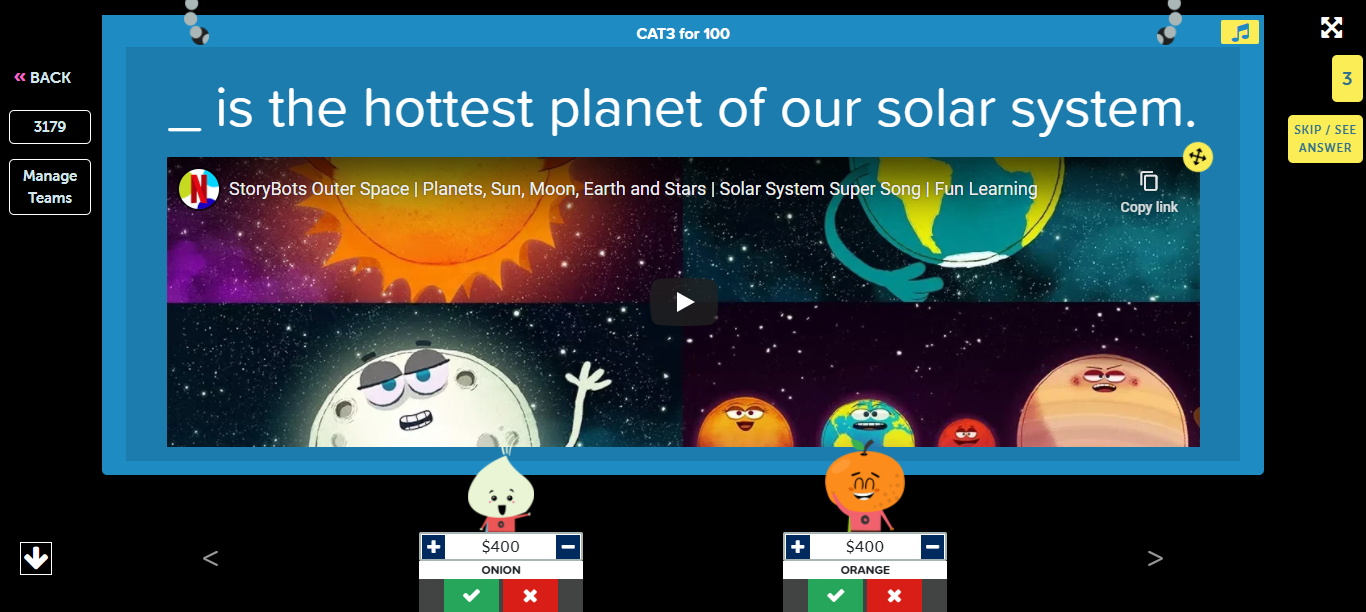 CAT3 for 100
« BACK
3
3179
SKIP / SEE
ANSWER
Manage
Teams
_ is the hottest planet of our solar system.
N
StoryBots Outer Space | Planets, Sun, Moon, Earth and Stars | Solar System Super Song | Fun Learning
Copy link
+ $400 −
ONION
+ $400 −
ORANGE
< >